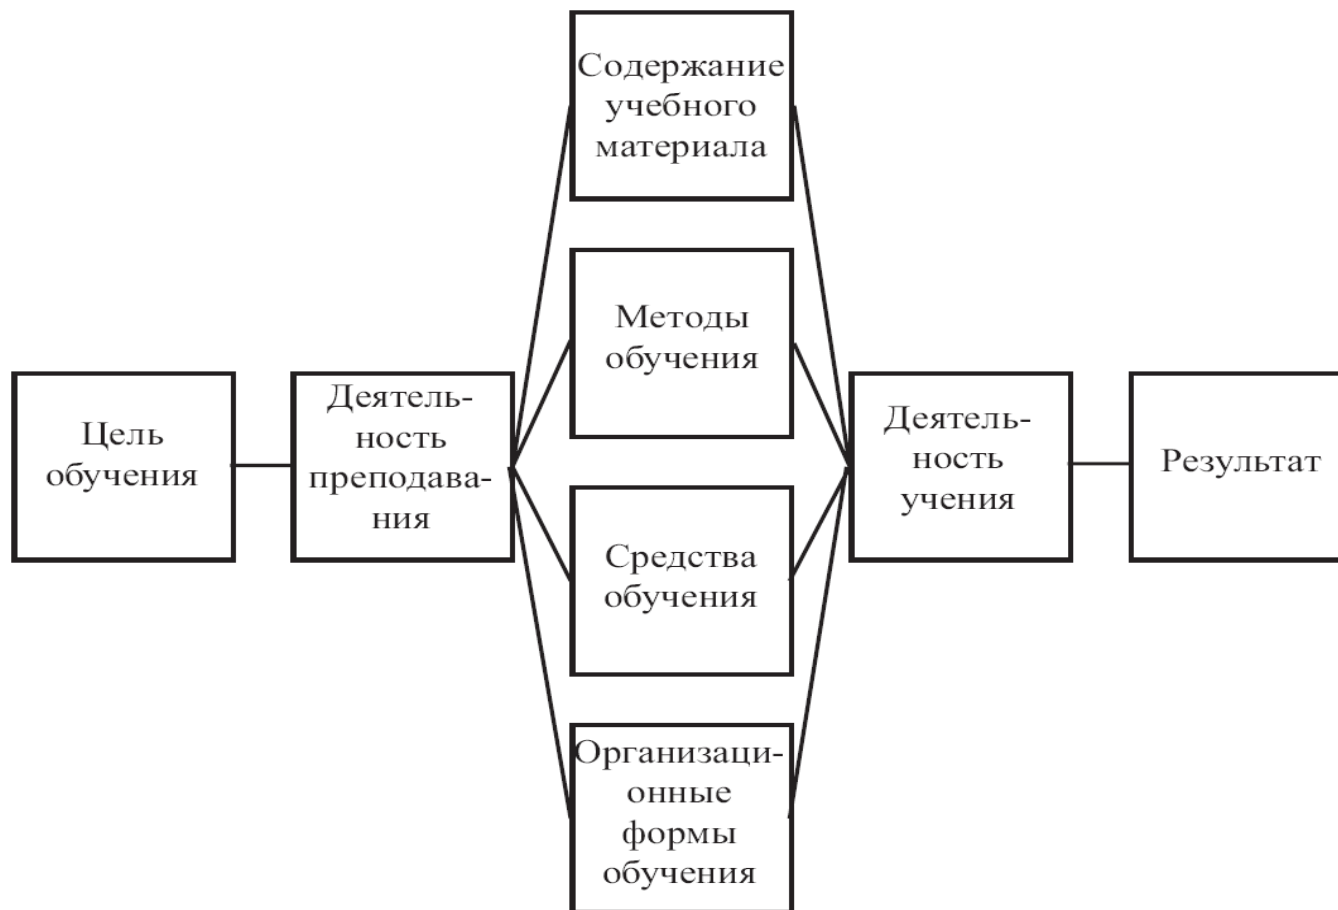 Содержание
учебного
материала
Методы
обучения
Цель
обучения
Деятель-
ность
преподава-
ния
Деятель-
ность
учения
Результат
Средства
обучения
Организаци-
онные
формы
обучения